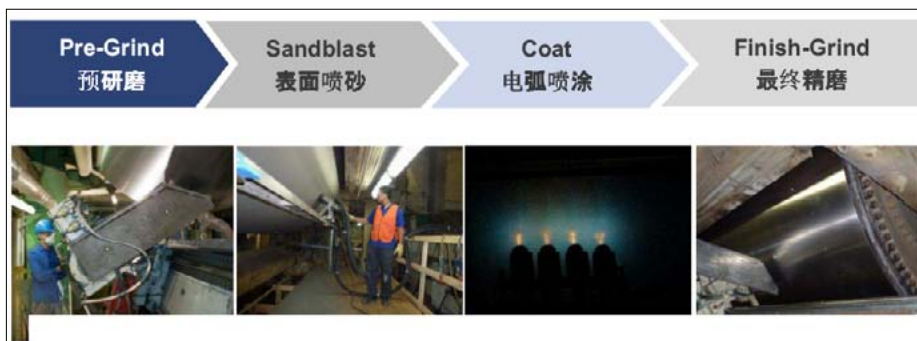 Pre-Grind
预研磨
Sandblast
表面喷砂
Coat
电弧喷涂
Finish-Grind
最终精磨